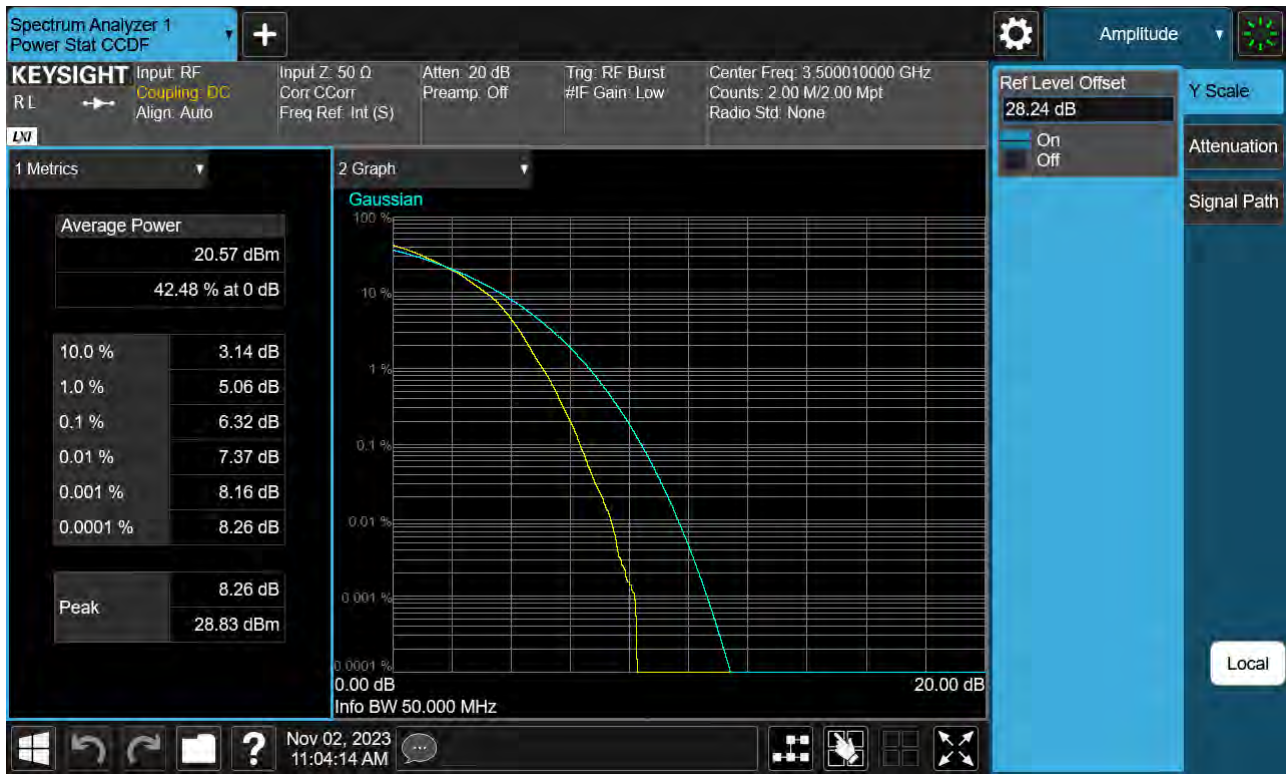 Spectrum Analyzer 1
Power Stat CCDF
+
Amplitude
KEYSIGHT
R L
LXI
Input: RF
Coupling: DC
Align: Auto
Input Z: 50 Ω
Corr CCorr
Freq Ref: Int (S)
Atten: 20 dB
Preamp: Off
Trig: RF Burst
#IF Gain: Low
Center Freq: 3.500010000 GHz
Counts: 2.00 M/2.00 Mpt
Radio Std: None
Ref Level Offset
28.24 dB
On
Off
Y Scale
Attenuation
Signal Path
Local
1 Metrics
Average Power
20.57 dBm
42.48 % at 0 dB
10.0 % 3.14 dB
1.0 % 5.06 dB
0.1 % 6.32 dB
0.01 % 7.37 dB
0.001 % 8.16 dB
0.0001 % 8.26 dB
Peak
8.26 dB
28.83 dBm
2 Graph
Gaussian
100 %
10 %
1 %
0.1 %
0.01 %
0.001 %
0.0001 %
0.00 dB 20.00 dB
Info BW 50.000 MHz
?
Nov 02, 2023
11:04:14 AM